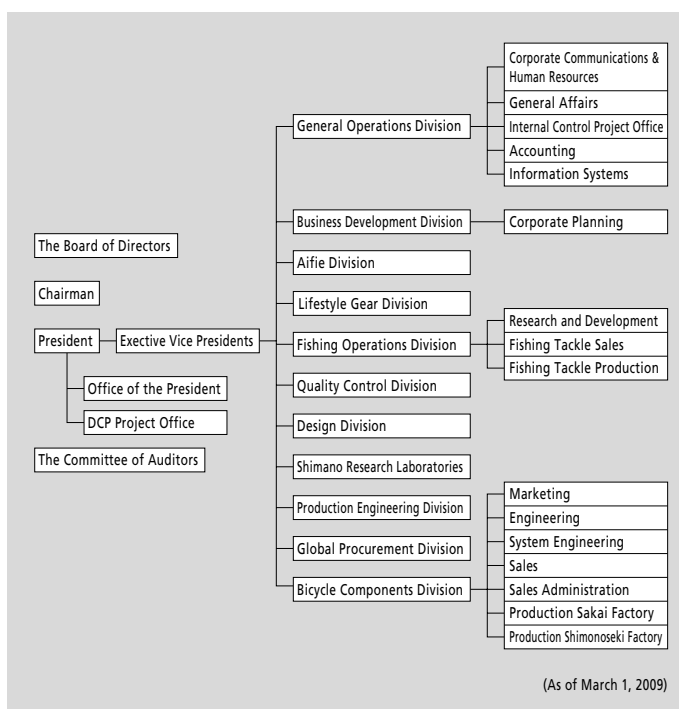 The Board of Directors
Chairman
President
Exective Vice Presidents
Office of the President
DCP Project Office
The Committee of Auditors
General Operations Division
Corporate Communications &
Human Resources
General Affairs
Internal Control Project Office
Accounting
Information Systems
Business Development Division
Corporate Planning
Aifie Division
Lifestyle Gear Division
Fishing Operations Division
Research and Development
Fishing Tackle Sales
Fishing Tackle Production
Quality Control Division
Design Division
Shimano Research Laboratories
Production Engineering Division
Global Procurement Division
Bicycle Components Division
Marketing
Engineering
System Engineering
Sales
Sales Administration
Production Sakai Factory
Production Shimonoseki Factory
(As of March 1, 2009)